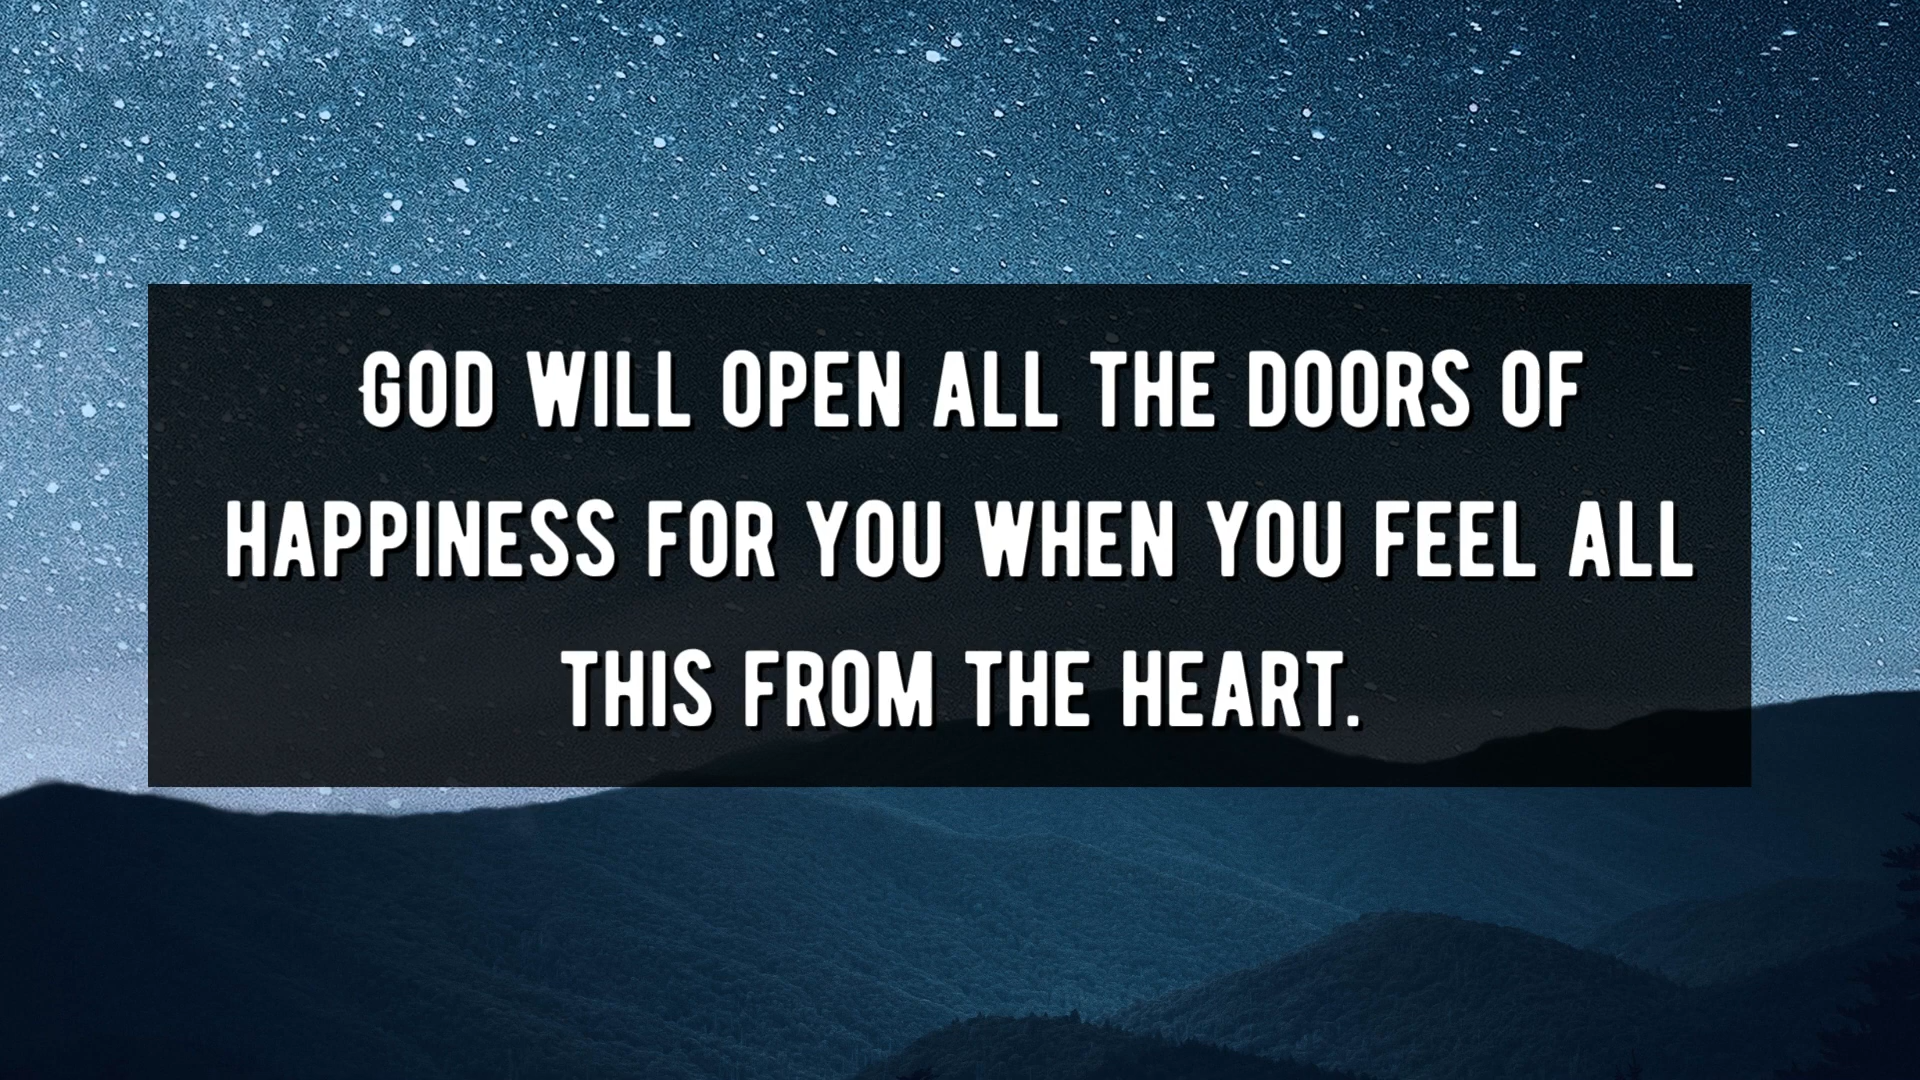 GOD WILL OPEN ALL THE DOORS OF
HAPPINESS FOR YOU WHEN YOU FEEL ALL
THIS FROM THE HEART.